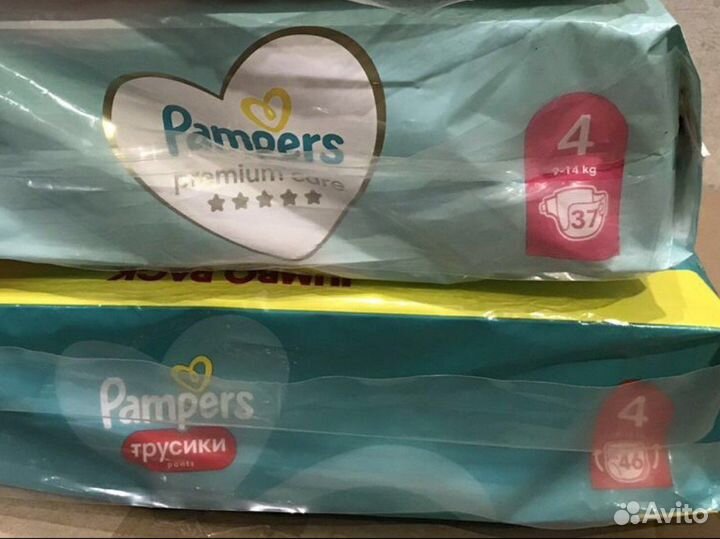 Pampers
premium care
4
9-14 kg
37
JUMBO PACK
Pampers
трусики
pants
4
46
Avito